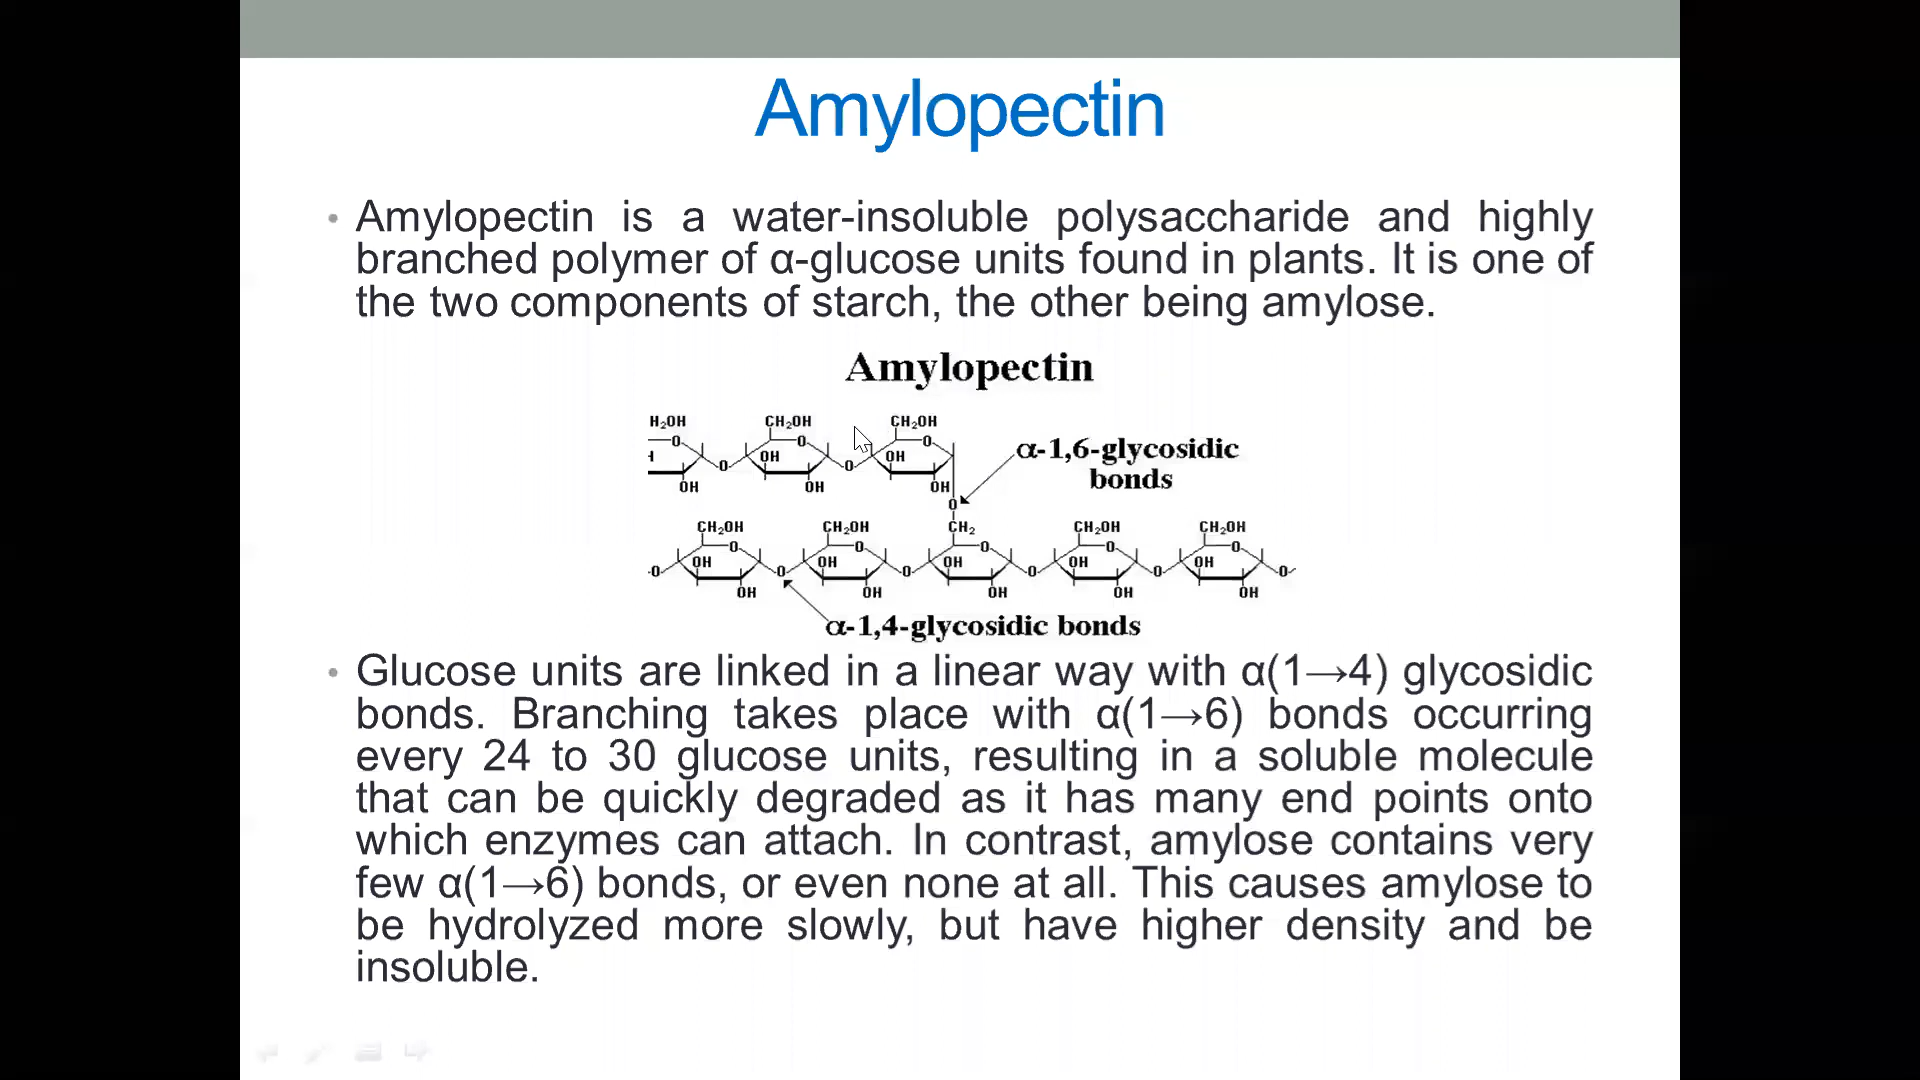 Amylopectin
• Amylopectin is a water-insoluble polysaccharide and highly
branched polymer of α-glucose units found in plants. It is one of
the two components of starch, the other being amylose.
Amylopectin
H₂OH CH₂OH CH₂OH
O O O
OH OH
O O
OH OH OH
α-1,6-glycosidic
bonds
O
CH₂OH CH₂OH CH₂ CH₂OH CH₂OH
O O O O O
OH OH OH OH OH
-O O O O O O-
OH OH OH OH OH
α-1,4-glycosidic bonds
• Glucose units are linked in a linear way with α(1→4) glycosidic
bonds. Branching takes place with α(1→6) bonds occurring
every 24 to 30 glucose units, resulting in a soluble molecule
that can be quickly degraded as it has many end points onto
which enzymes can attach. In contrast, amylose contains very
few α(1→6) bonds, or even none at all. This causes amylose to
be hydrolyzed more slowly, but have higher density and be
insoluble.